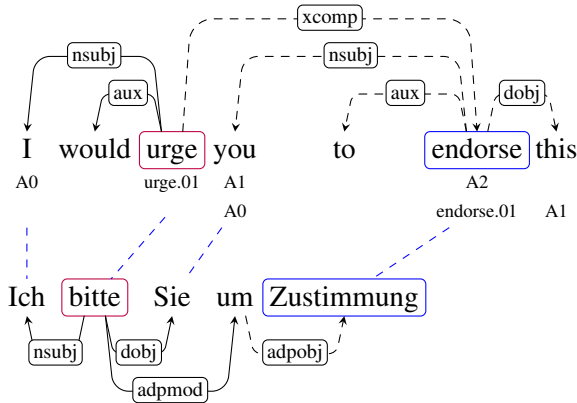 xcomp
nsubj nsubj
aux aux dobj
I would urge you to endorse this
A0 urge.01 A1 A2
A0 endorse.01 A1
Ich bitte Sie um Zustimmung
nsubj dobj adpobj
adpmod